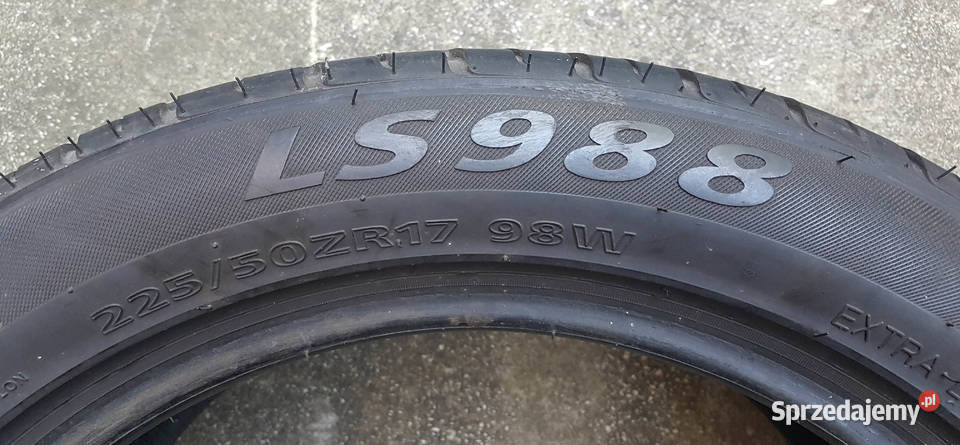 LS988
225/50ZR17 98W
EXTRA
Sprzedajemy.pl